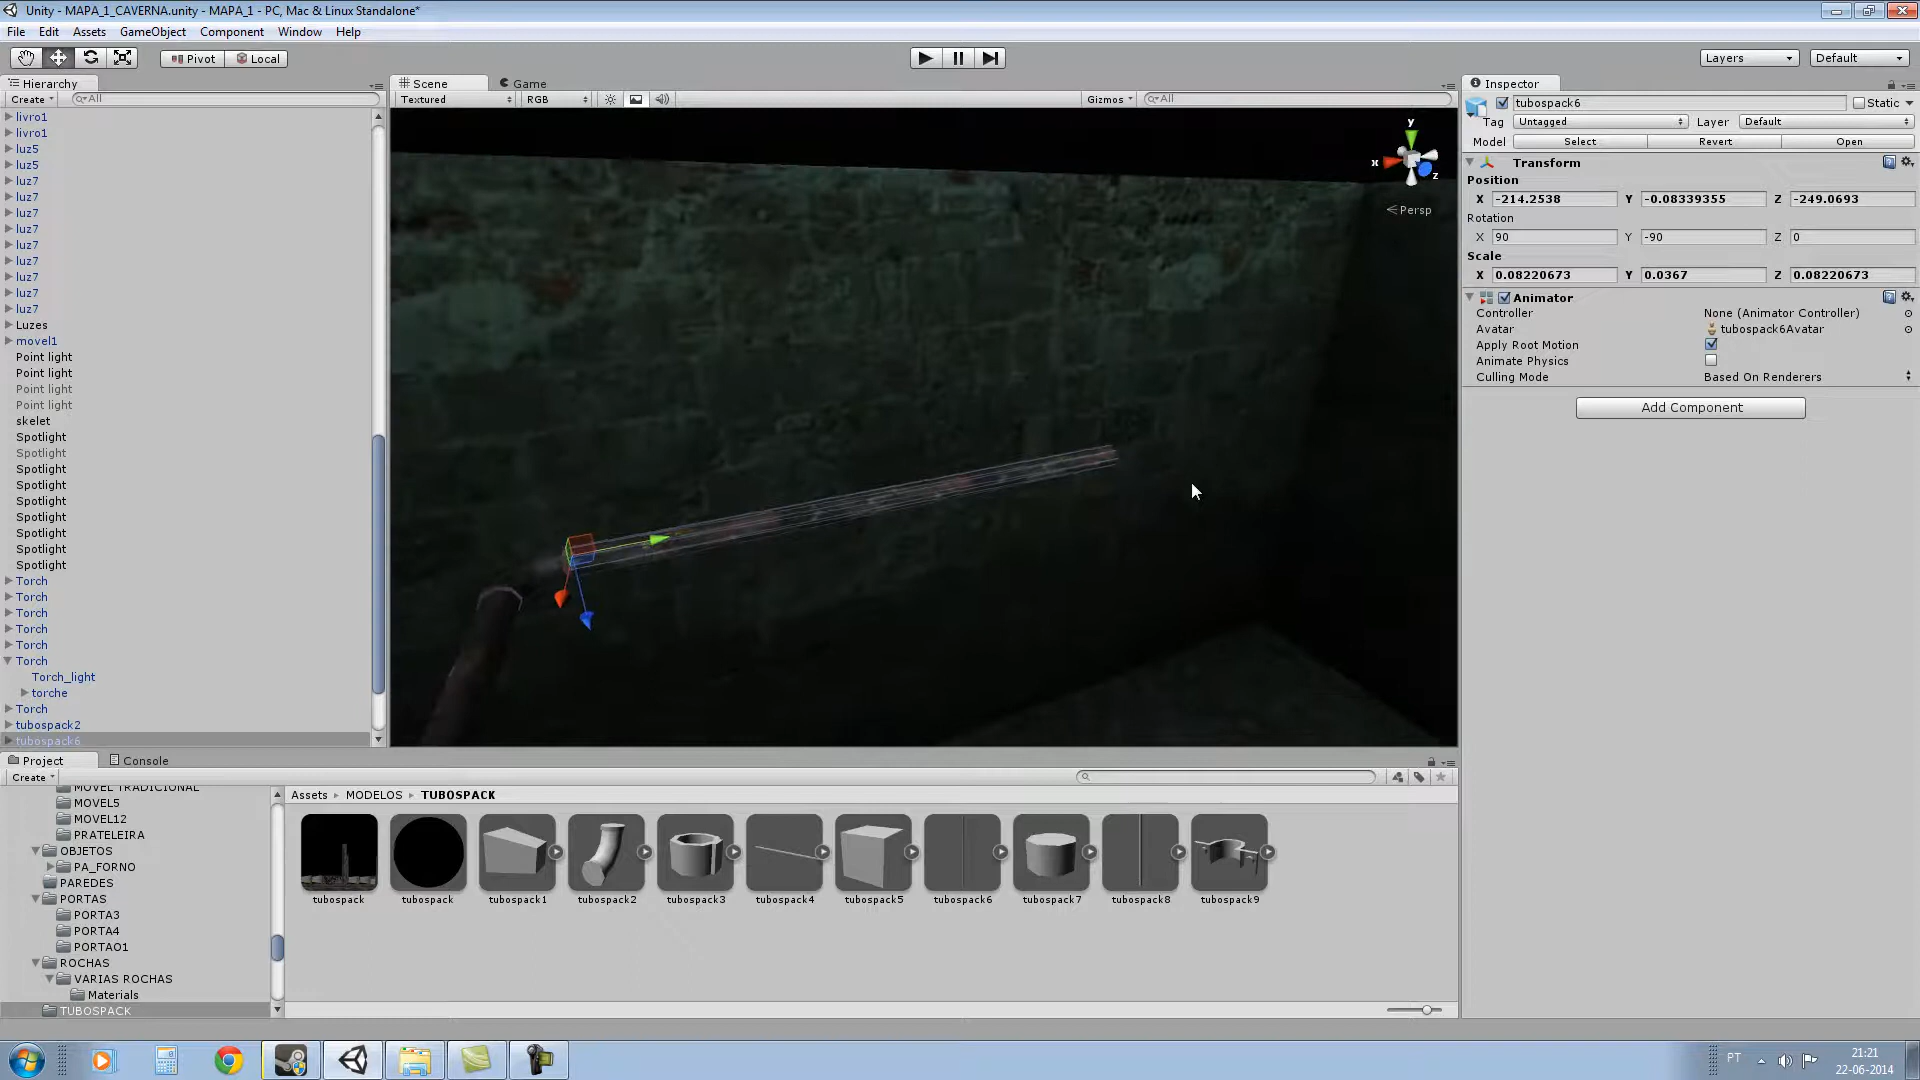 Unity - MAPA_1_CAVERNA.unity - MAPA_1 - PC, Mac & Linux Standalone*
File Edit Assets GameObject Component Window Help
Pivot Local Layers Default
Hierarchy
Create All
livro1
livro1
luz5
luz5
luz7
luz7
luz7
luz7
luz7
luz7
luz7
luz7
luz7
Luzes
movel1
Point light
Point light
Point light
Point light
skelet
Spotlight
Spotlight
Spotlight
Spotlight
Spotlight
Spotlight
Spotlight
Spotlight
Spotlight
Torch
Torch
Torch
Torch
Torch
Torch
Torch_light
torche
Torch
tubospack2
tubospack6
Scene Game
Textured RGB Gizmos All
y
x
z
Persp
Inspector
tubospack6 Static
Tag Untagged Layer Default
Model Select Revert Open
Transform
Position
X -214.2538 Y -0.08339355 Z -249.0693
Rotation
X 90 Y -90 Z 0
Scale
X 0.08220673 Y 0.0367 Z 0.08220673
Animator
Controller None (Animator Controller)
Avatar tubospack6Avatar
Apply Root Motion
Animate Physics
Culling Mode Based On Renderers
Add Component
Project Console
Create
MOVEL TRADICIONAL
MOVEL5
MOVEL12
PRATELEIRA
OBJETOS
PA_FORNO
PAREDES
PORTAS
PORTA3
PORTA4
PORTAO1
ROCHAS
VARIAS ROCHAS
Materials
TUBOSPACK
Assets MODELOS TUBOSPACK
tubospack tubospack tubospack1 tubospack2 tubospack3 tubospack4 tubospack5 tubospack6 tubospack7 tubospack8 tubospack9
PT
21:21
22-06-2014